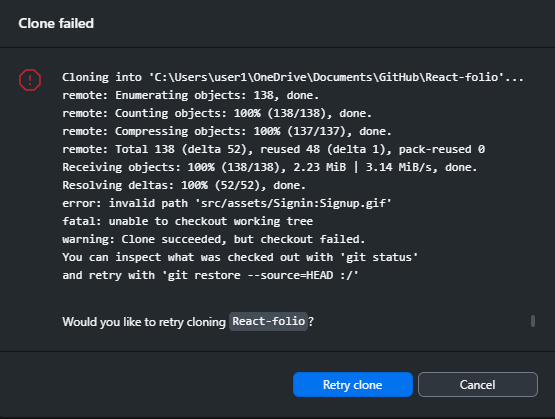 Clone failed
Cloning into 'C:\Users\user1\OneDrive\Documents\GitHub\React-folio'...
remote: Enumerating objects: 138, done.
remote: Counting objects: 100% (138/138), done.
remote: Compressing objects: 100% (137/137), done.
remote: Total 138 (delta 52), reused 48 (delta 1), pack-reused 0
Receiving objects: 100% (138/138), 2.23 MiB | 3.14 MiB/s, done.
Resolving deltas: 100% (52/52), done.
error: invalid path 'src/assets/Signin:Signup.gif'
fatal: unable to checkout working tree
warning: Clone succeeded, but checkout failed.
You can inspect what was checked out with 'git status'
and retry with 'git restore --source=HEAD :/'
Would you like to retry cloning React-folio?
Retry clone
Cancel